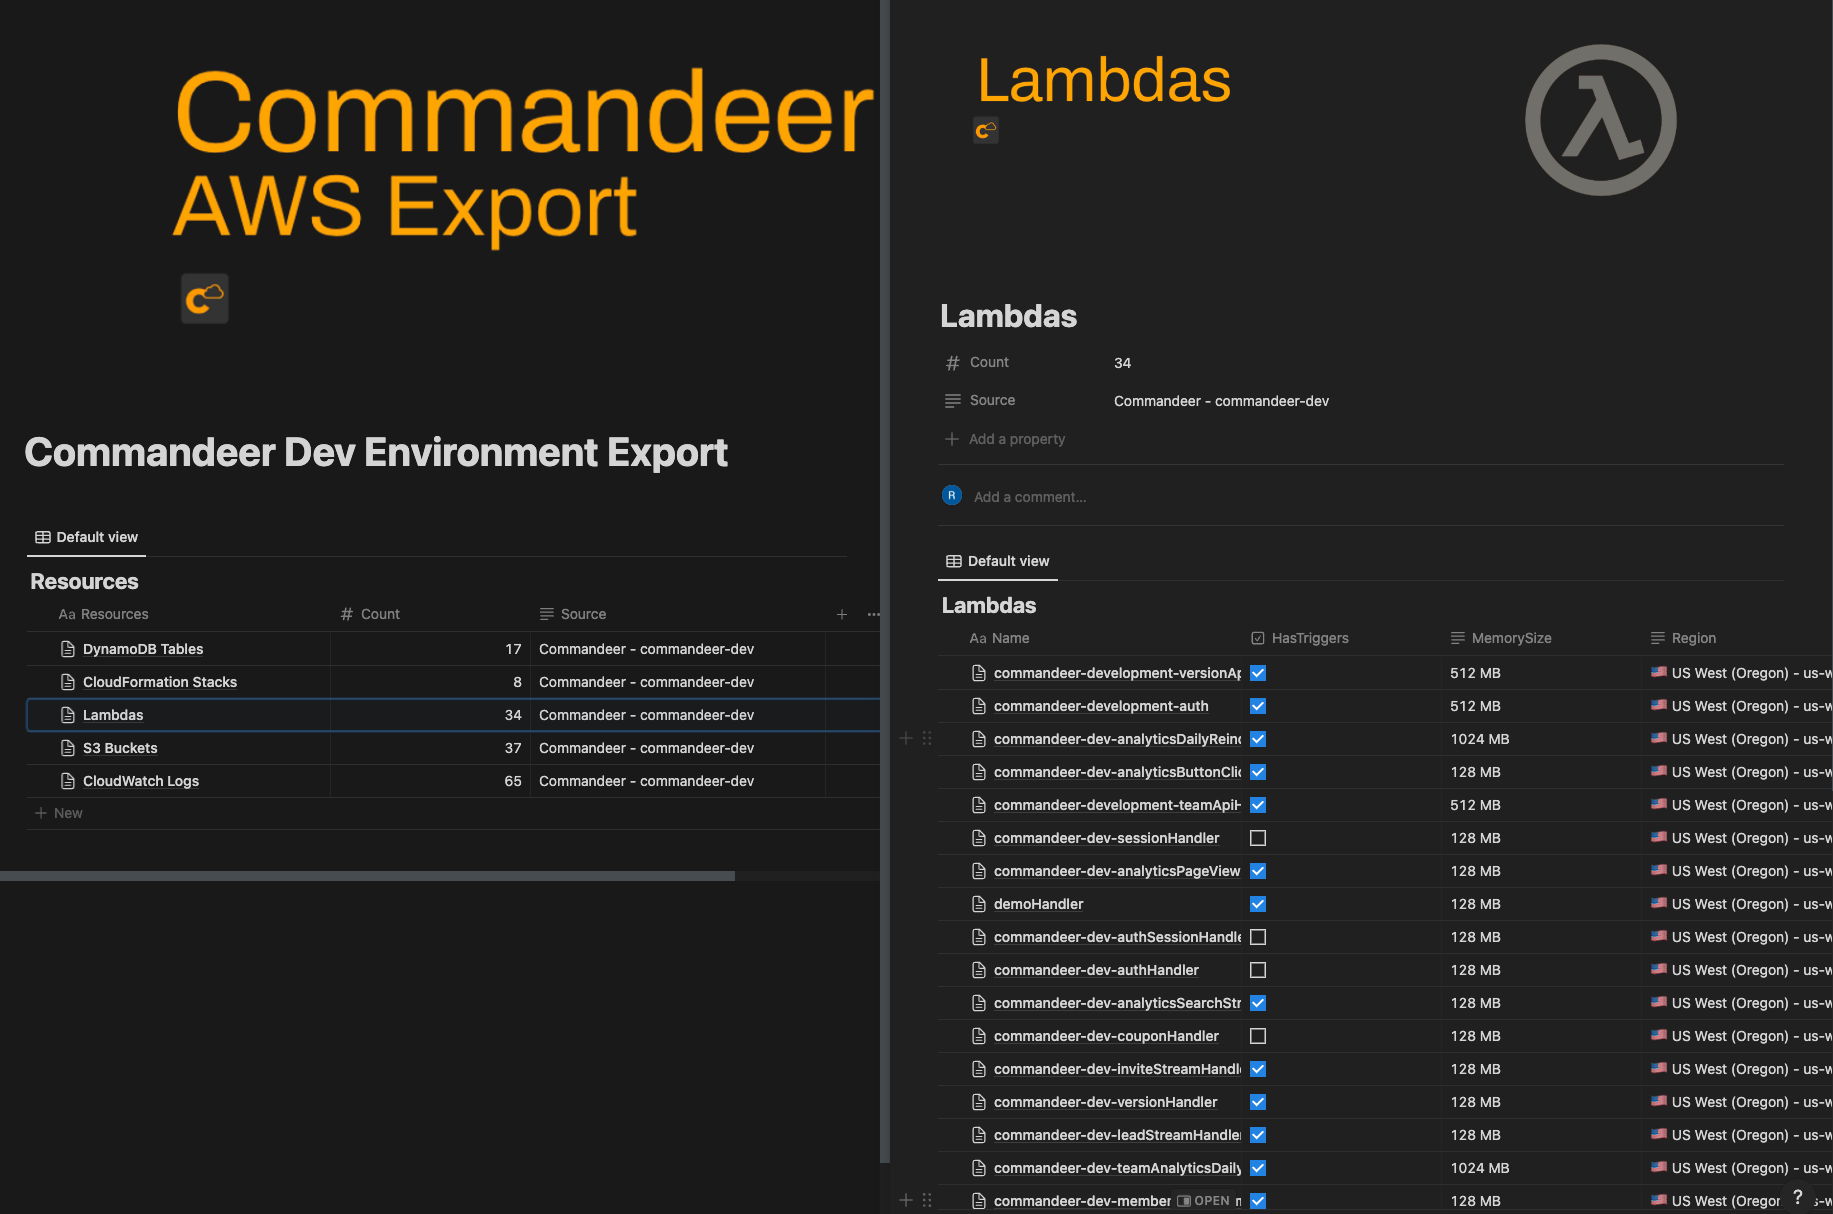 Commandeer
AWS Export
Commandeer Dev Environment Export
Default view
Resources
Aa Resources # Count Source + ...
DynamoDB Tables 17 Commandeer - commandeer-dev
CloudFormation Stacks 8 Commandeer - commandeer-dev
Lambdas 34 Commandeer - commandeer-dev
S3 Buckets 37 Commandeer - commandeer-dev
CloudWatch Logs 65 Commandeer - commandeer-dev
+ New
Lambdas
λ
Lambdas
# Count 34
Source Commandeer - commandeer-dev
+ Add a property
R Add a comment...
Default view
Lambdas
Aa Name HasTriggers MemorySize Region
commandeer-development-versionAp 512 MB US West (Oregon) - us-w
commandeer-development-auth 512 MB US West (Oregon) - us-w
commandeer-dev-analyticsDailyReind 1024 MB US West (Oregon) - us-w
commandeer-dev-analyticsButtonClic 128 MB US West (Oregon) - us-w
commandeer-development-teamApiH 512 MB US West (Oregon) - us-w
commandeer-dev-sessionHandler 128 MB US West (Oregon) - us-w
commandeer-dev-analyticsPageView 128 MB US West (Oregon) - us-w
demoHandler 128 MB US West (Oregon) - us-w
commandeer-dev-authSessionHandle 128 MB US West (Oregon) - us-w
commandeer-dev-authHandler 128 MB US West (Oregon) - us-w
commandeer-dev-analyticsSearchStr 128 MB US West (Oregon) - us-w
commandeer-dev-couponHandler 128 MB US West (Oregon) - us-w
commandeer-dev-inviteStreamHandl 128 MB US West (Oregon) - us-w
commandeer-dev-versionHandler 128 MB US West (Oregon) - us-w
commandeer-dev-leadStreamHandler 128 MB US West (Oregon) - us-w
commandeer-dev-teamAnalyticsDaily 1024 MB US West (Oregon) - us-w
commandeer-dev-member OPEN 128 MB US West (Oregon ? s-w